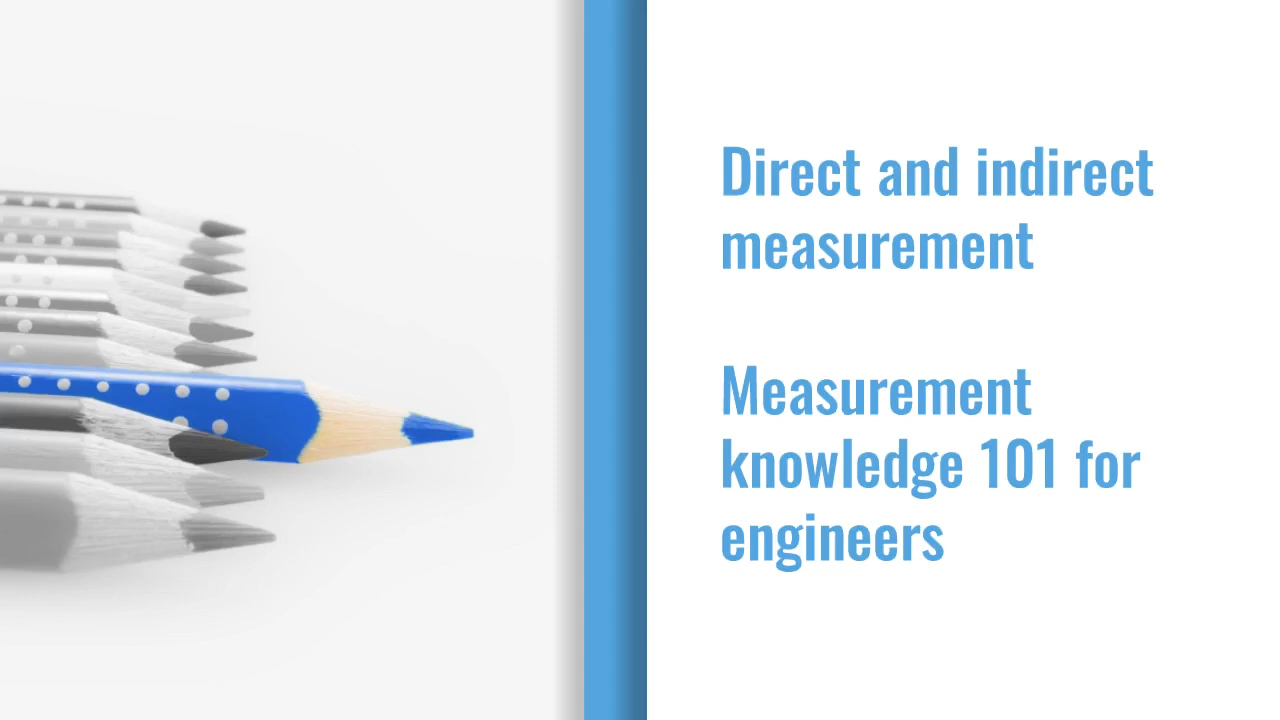 Direct and indirect
measurement
Measurement
knowledge 101 for
engineers